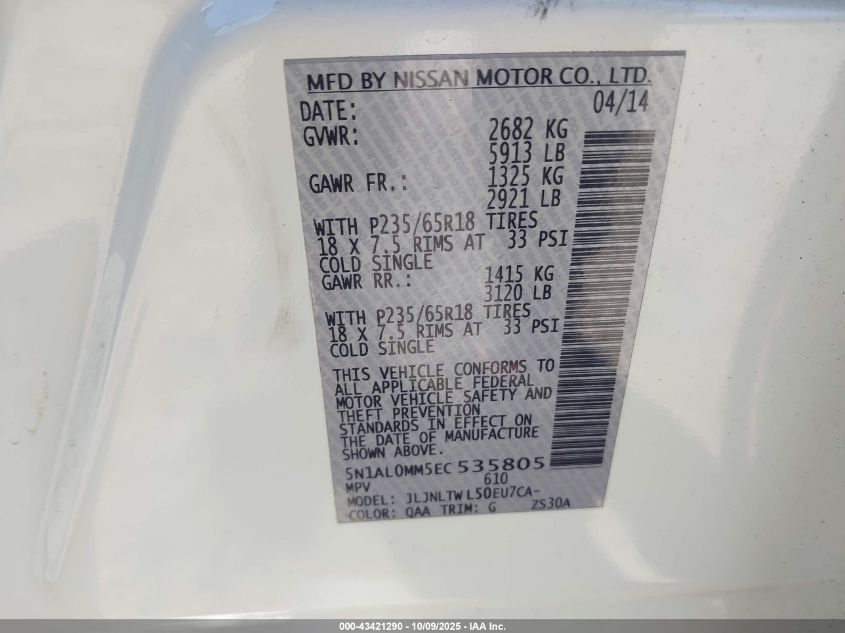 MFD BY NISSAN MOTOR CO., LTD.
DATE: 04/14
GVWR: 2682 KG
5913 LB
GAWR FR.: 1325 KG
2921 LB
WITH P235/65R18 TIRES
18 X 7.5 RIMS AT 33 PSI
COLD SINGLE
GAWR RR.: 1415 KG
3120 LB
WITH P235/65R18 TIRES
18 X 7.5 RIMS AT 33 PSI
COLD SINGLE
THIS VEHICLE CONFORMS TO
ALL APPLICABLE FEDERAL
MOTOR VEHICLE SAFETY AND
THEFT PREVENTION
STANDARDS IN EFFECT ON
THE DATE OF MANUFACTURE
SHOWN ABOVE.
5N1AL0MM5EC535805
MPV 610
MODEL: JLJNLTWL50EU7CA-
COLOR: QAA TRIM: G ZS30A
000-43421290 - 10/09/2025 - IAA Inc.